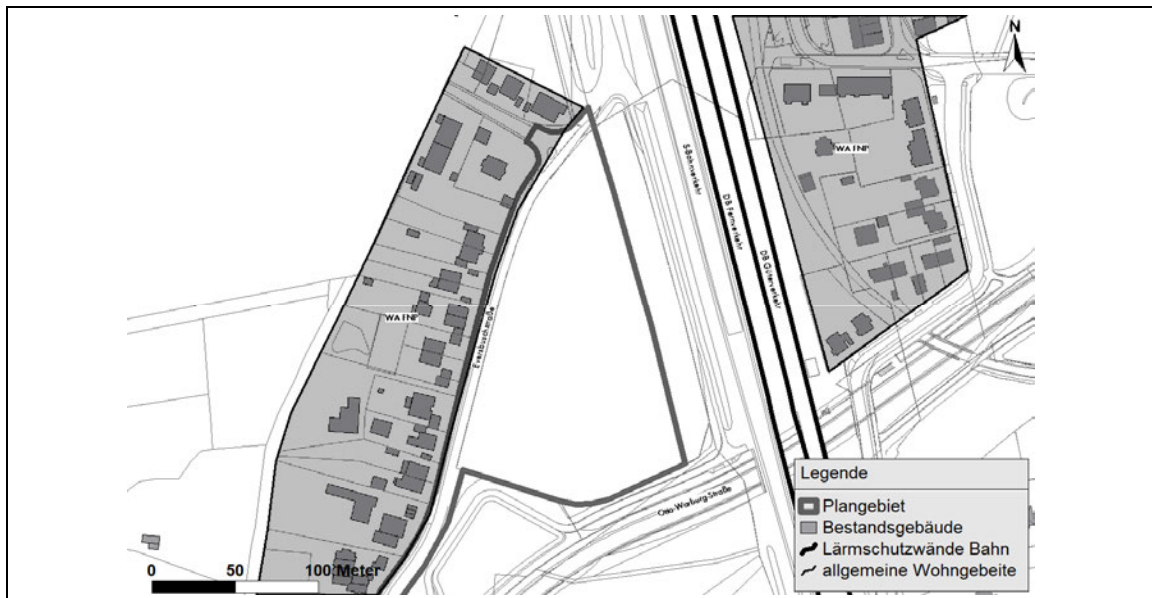 N
WA FNP
S-Bahnverkehr
DB Fernverkehr
DB Güterverkehr
WA FNP
Eversbuschstraße
Otto-Warburg-Straße
Legende
Plangebiet
Bestandsgebäude
Lärmschutzwände Bahn
allgemeine Wohngebeite
0 50 100 Meter